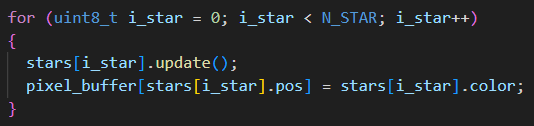 for (uint8_t i_star = 0; i_star < N_STAR; i_star++)
{
  stars[i_star].update();
  pixel_buffer[stars[i_star].pos] = stars[i_star].color;
}